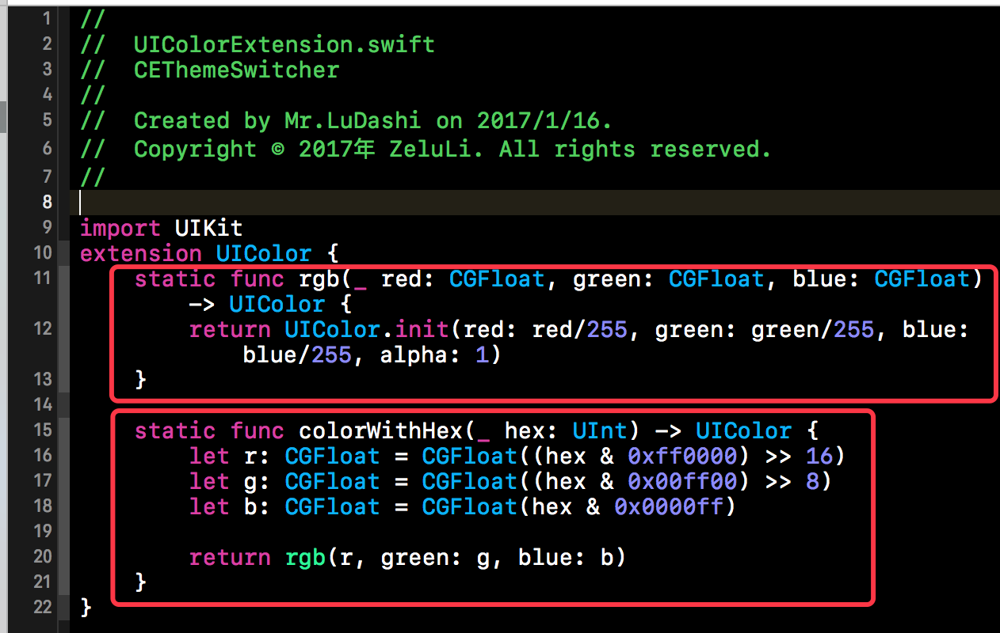 1 //
2 //  UIColorExtension.swift
3 //  CEThemeSwitcher
4 //
5 //  Created by Mr.LuDashi on 2017/1/16.
6 //  Copyright © 2017年 ZeluLi. All rights reserved.
7 //
8
9 import UIKit
10 extension UIColor {
11     static func rgb(_ red: CGFloat, green: CGFloat, blue: CGFloat)
-> UIColor {
12         return UIColor.init(red: red/255, green: green/255, blue:
blue/255, alpha: 1)
13     }
14
15     static func colorWithHex(_ hex: UInt) -> UIColor {
16         let r: CGFloat = CGFloat((hex & 0xff0000) >> 16)
17         let g: CGFloat = CGFloat((hex & 0x00ff00) >> 8)
18         let b: CGFloat = CGFloat(hex & 0x0000ff)
19
20         return rgb(r, green: g, blue: b)
21     }
22 }